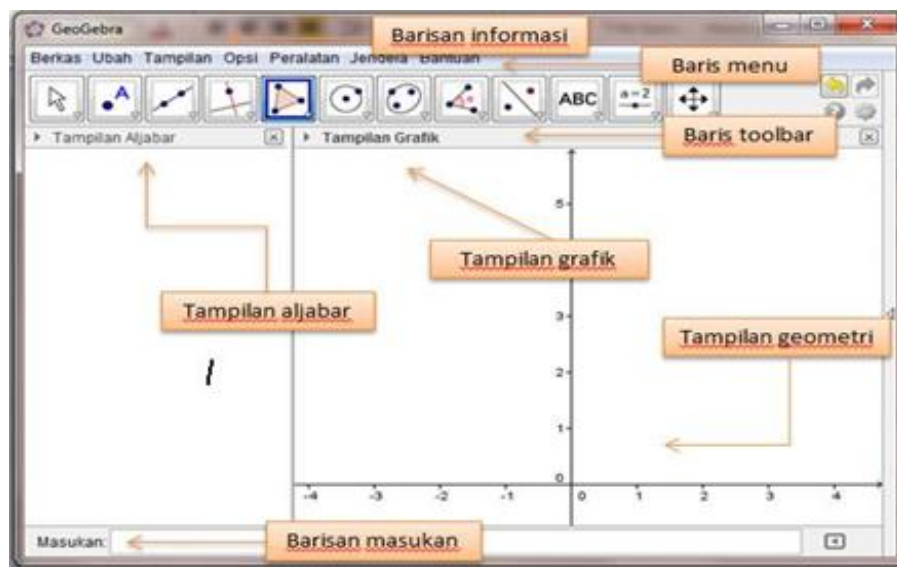 GeoGebra
Barisan informasi
Berkas Ubah Tampilan Opsi Peralatan Jendela Bantuan
Baris menu
A
ABC
a=2
Baris toolbar
Tampilan Aljabar
Tampilan Grafik
5
Tampilan grafik
Tampilan aljabar
3
Tampilan geometri
2
1
0
-4 -3 -2 -1 0 1 2 3 4
Masukan:
Barisan masukan